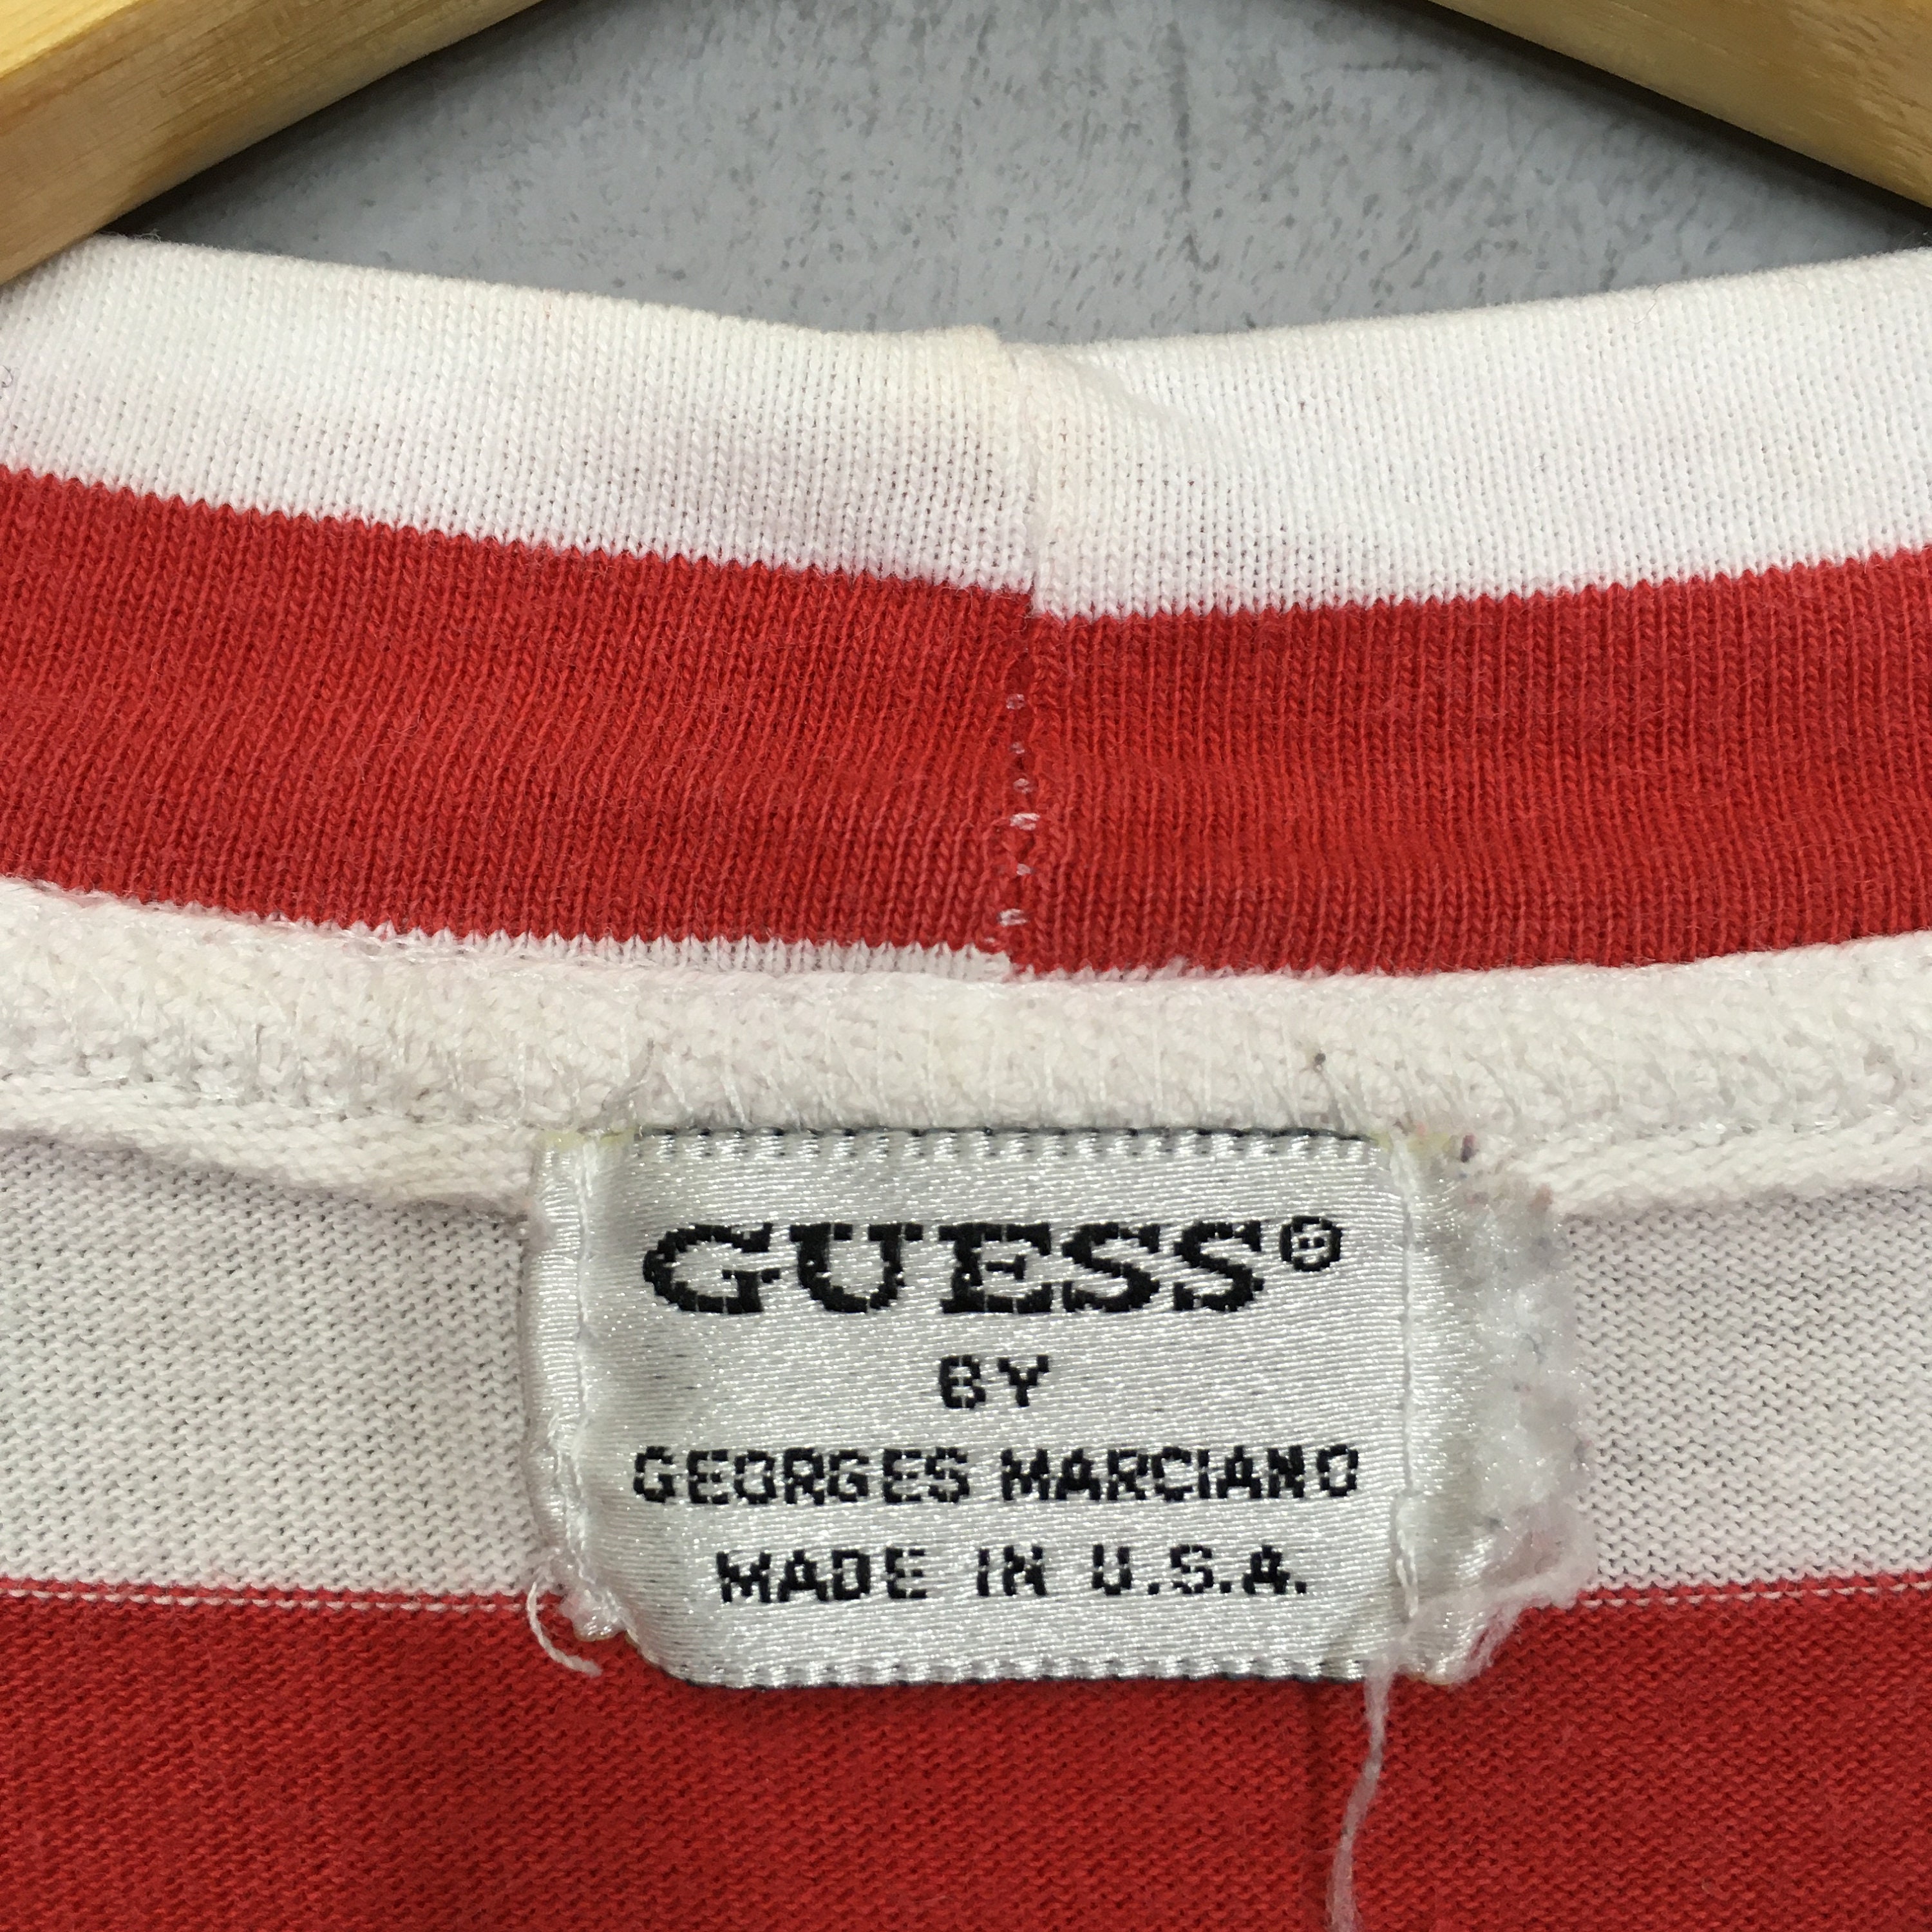 GUESS®
BY
GEORGES MARCIANO
MADE IN U.S.A.